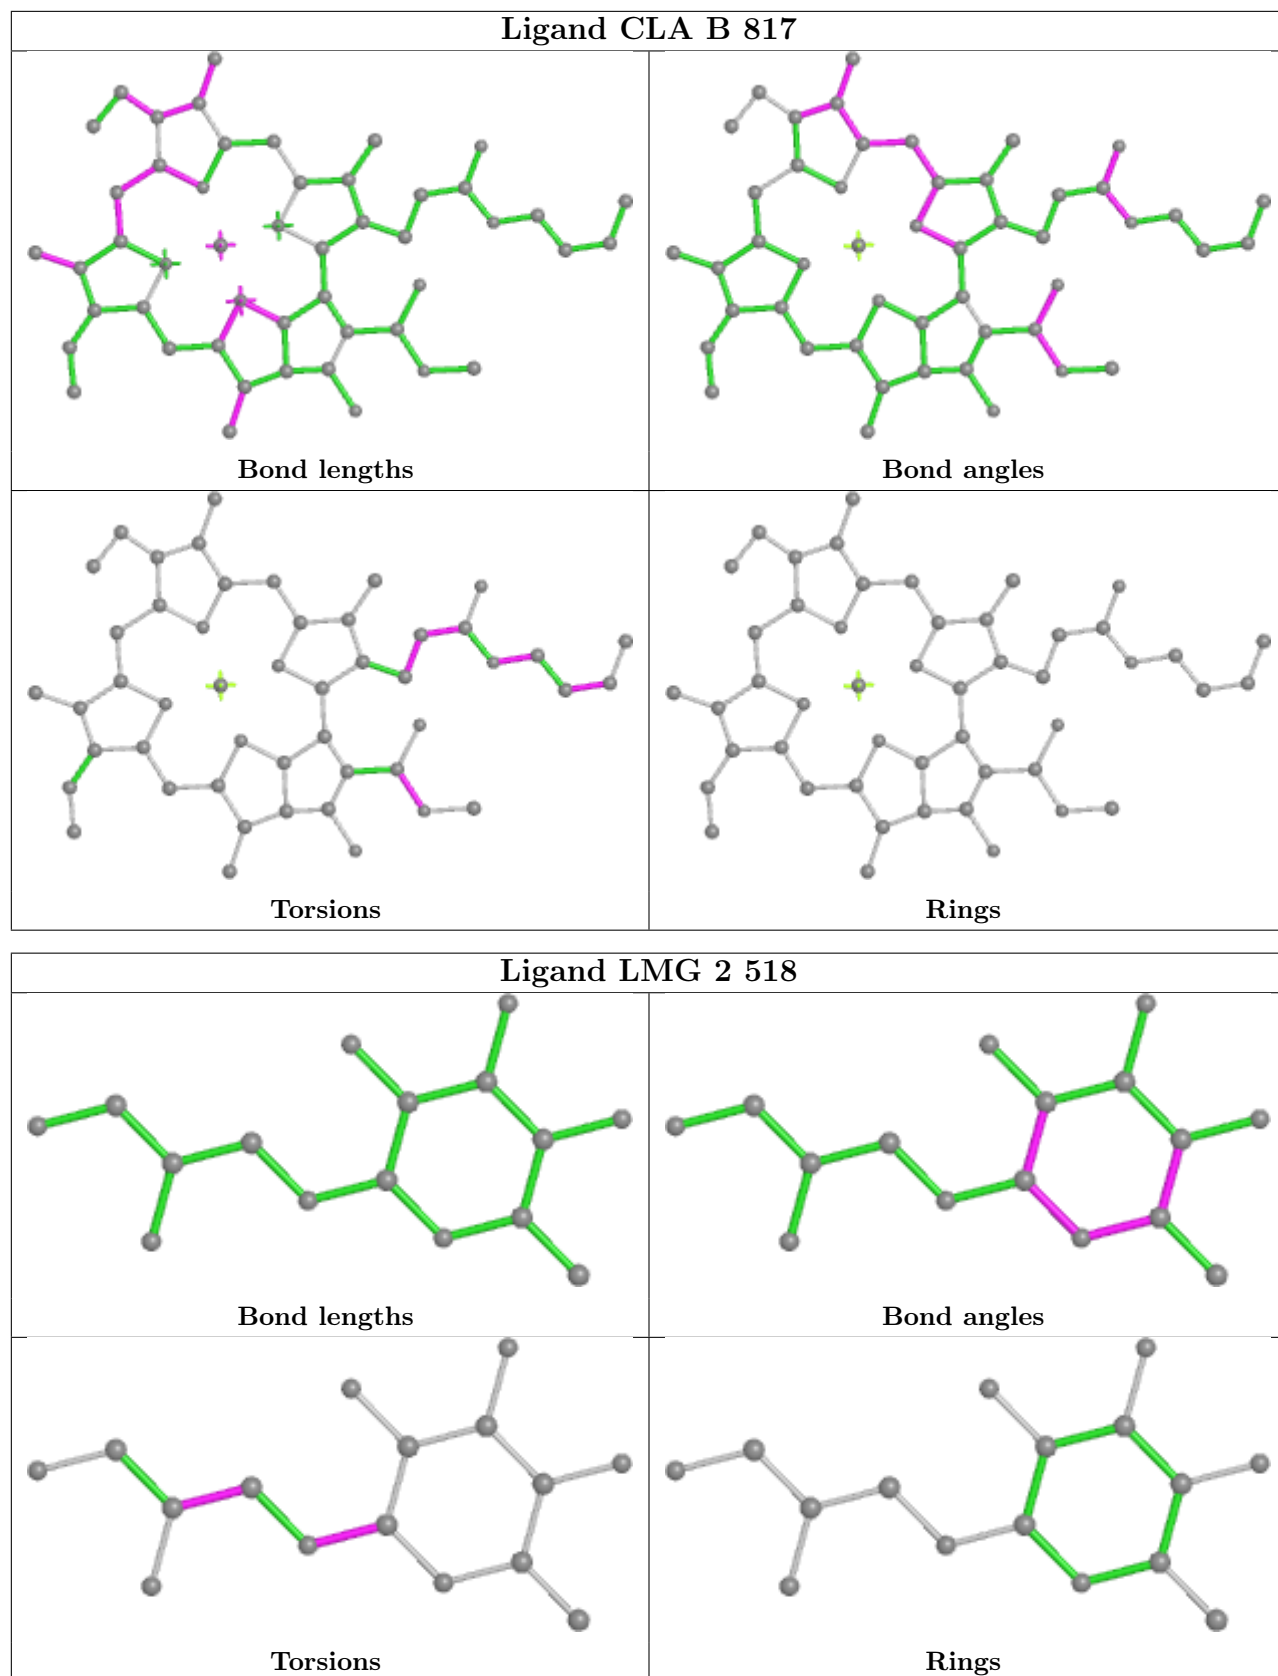 Ligand CLA B 817
Bond lengths
Bond angles
Torsions
Rings
Ligand LMG 2 518
Bond lengths
Bond angles
Torsions
Rings